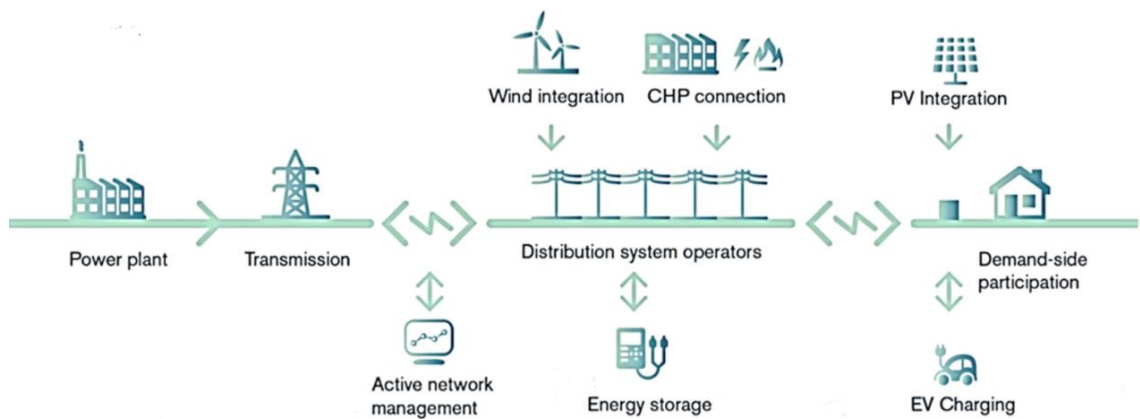 Wind integration
CHP connection
PV Integration
Power plant
Transmission
Distribution system operators
Demand-side
participation
Active network
management
Energy storage
EV Charging